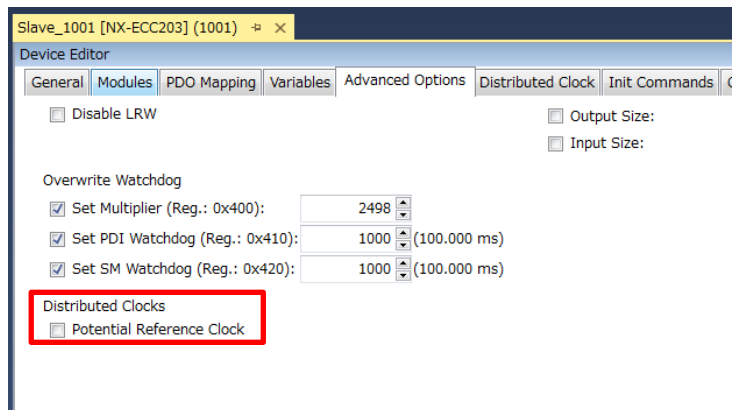 Slave_1001 [NX-ECC203] (1001)
Device Editor
General Modules PDO Mapping Variables Advanced Options Distributed Clock Init Commands
Disable LRW
Output Size:
Input Size:
Overwrite Watchdog
Set Multiplier (Reg.: 0x400): 2498
Set PDI Watchdog (Reg.: 0x410): 1000 (100.000 ms)
Set SM Watchdog (Reg.: 0x420): 1000 (100.000 ms)
Distributed Clocks
Potential Reference Clock